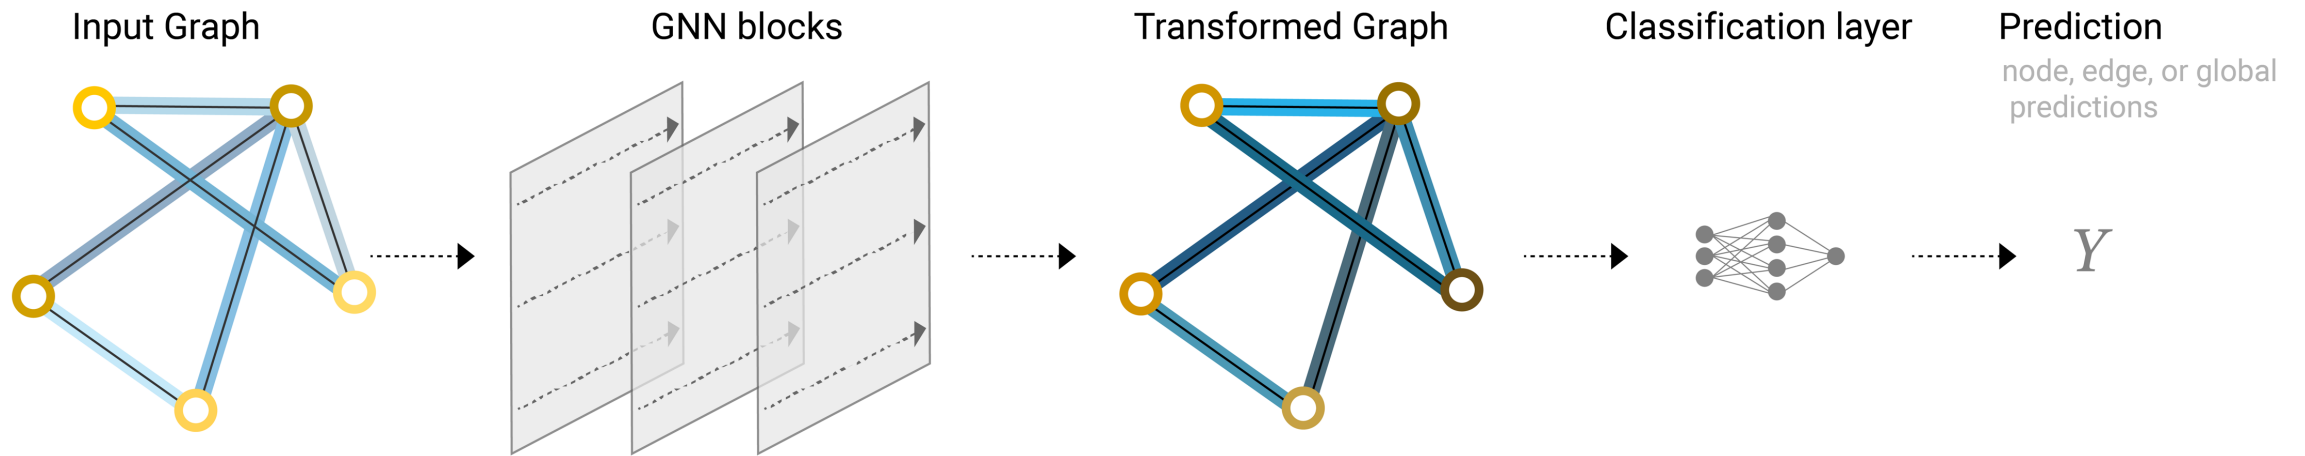 Input Graph
GNN blocks
Transformed Graph
Classification layer
Prediction
node, edge, or global
predictions
Y